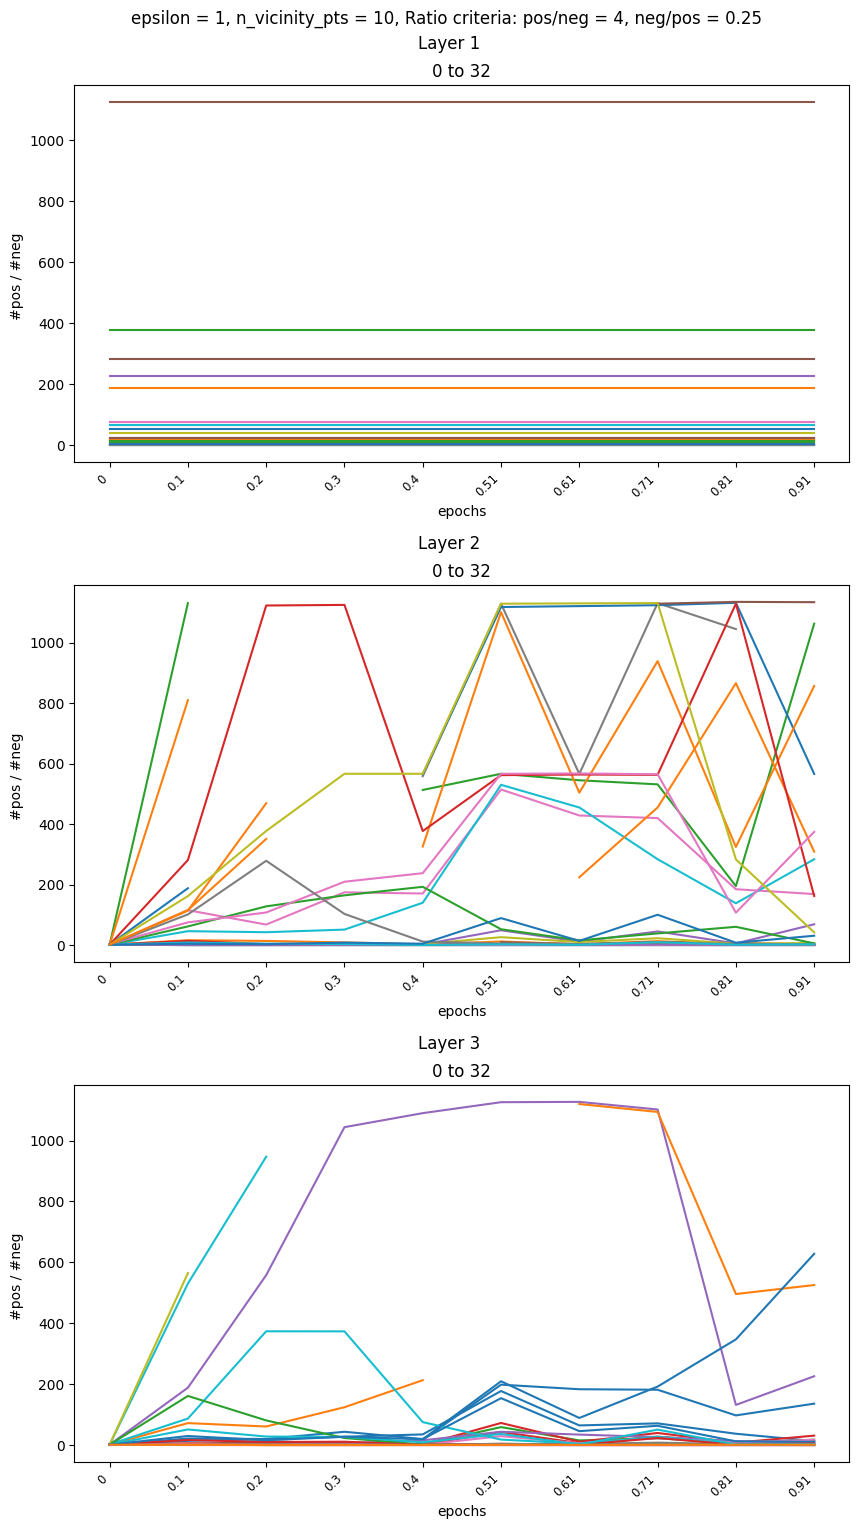 epsilon = 1, n_vicinity_pts = 10, Ratio criteria: pos/neg = 4, neg/pos = 0.25
Layer 1
0 to 32
1000
800
600
400
200
0
#pos / #neg
0 0.1 0.2 0.3 0.4 0.51 0.61 0.71 0.81 0.91
epochs
Layer 2
0 to 32
1000
800
600
400
200
0
#pos / #neg
0 0.1 0.2 0.3 0.4 0.51 0.61 0.71 0.81 0.91
epochs
Layer 3
0 to 32
1000
800
600
400
200
0
#pos / #neg
0 0.1 0.2 0.3 0.4 0.51 0.61 0.71 0.81 0.91
epochs